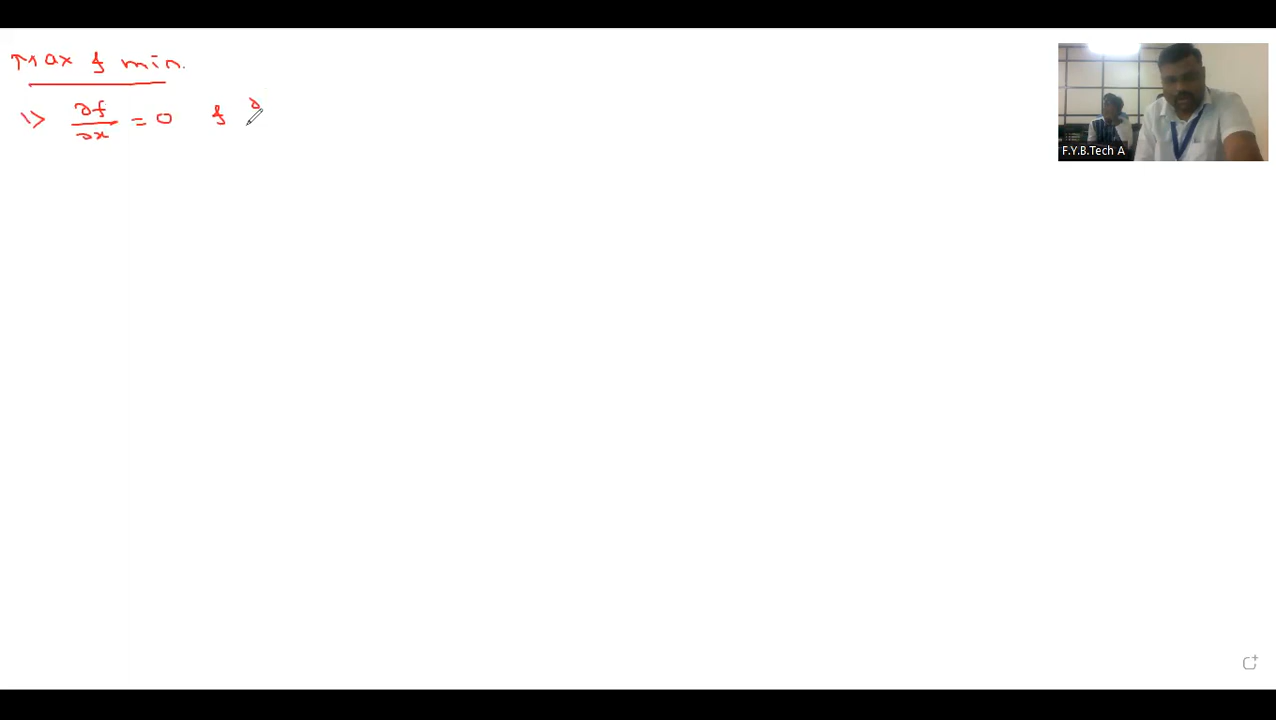 Max & min.
1> ∂f/∂x = 0 & ∂
F.Y.B.Tech A